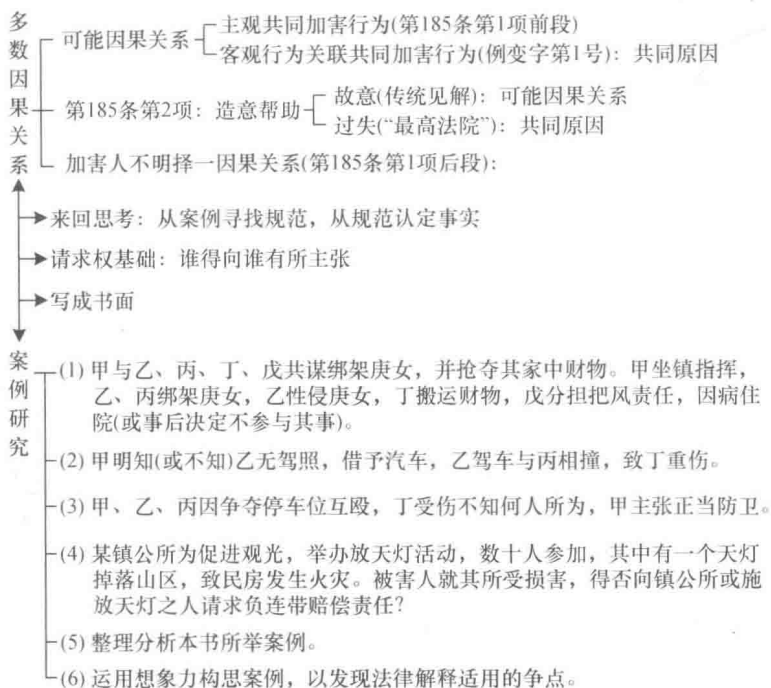 多数因果关系
可能因果关系
主观共同加害行为(第185条第1项前段)
客观行为关联共同加害行为(例变字第1号)：共同原因
第185条第2项：造意帮助
故意(传统见解)：可能因果关系
过失(“最高法院”)：共同原因
加害人不明择一因果关系(第185条第1项后段)：
来回思考：从案例寻找规范，从规范认定事实
请求权基础：谁得向谁有所主张
写成书面
案例研究
(1) 甲与乙、丙、丁、戊共谋绑架庚女，并抢夺其家中财物。甲坐镇指挥，
乙、丙绑架庚女，乙性侵庚女，丁搬运财物，戊分担把风责任，因病住
院(或事后决定不参与其事)。
(2) 甲明知(或不知)乙无驾照，借予汽车，乙驾车与丙相撞，致丁重伤。
(3) 甲、乙、丙因争夺停车位互殴，丁受伤不知何人所为，甲主张正当防卫。
(4) 某镇公所为促进观光，举办放天灯活动，数十人参加，其中有一个天灯
掉落山区，致民房发生火灾。被害人就其所受损害，得否向镇公所或施
放天灯之人请求负连带赔偿责任？
(5) 整理分析本书所举案例。
(6) 运用想象力构思案例，以发现法律解释适用的争点。